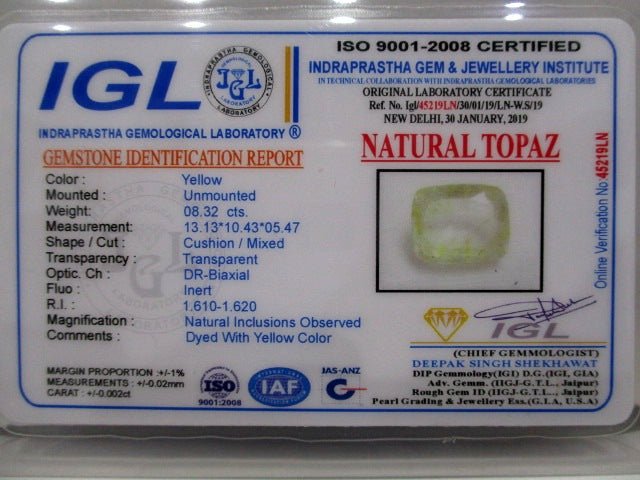 IGL
INDRAPRASTHA GEMOLOGICAL LABORATORY
IGL
INDRAPRASTHA GEMOLOGICAL LABORATORY ®
GEMSTONE IDENTIFICATION REPORT
Color : Yellow
Mounted : Unmounted
Weight: 08.32 cts.
Measurement: 13.13*10.43*05.47
Shape / Cut : Cushion / Mixed
Transparency : Transparent
Optic. Ch : DR-Biaxial
Fluo : Inert
R.I. : 1.610-1.620
Magnification : Natural Inclusions Observed
Comments : Dyed With Yellow Color
MARGIN PROPORTION :+/-1%
MEASUREMENTS : +/-0.02mm
CARAT : +/-0.002ct
ISO
9001:2008
IAF
JAS-ANZ
ISO 9001-2008 CERTIFIED
INDRAPRASTHA GEM & JEWELLERY INSTITUTE
IN TECHNICAL COLLABORATION WITH INDRAPRASTHA GEMOLOGICAL LABORATORIES
ORIGINAL LABORATORY CERTIFICATE
Ref. No. Igl/45219LN/30/01/19/LN-W.S/19
NEW DELHI, 30 JANUARY, 2019
NATURAL TOPAZ
Online Verification No.45219LN
IGL
(CHIEF GEMMOLOGIST)
DEEPAK SINGH SHEKHAWAT
DIP Gemmology(IGI) D.G.(IGI, GIA)
Adv. Gemm. (IIGJ-G.T.L., Jaipur)
Rough Gem ID (IIGJ-G.T.L., Jaipur)
Pearl Grading & Jewellery Ess.(G.I.A, U.S.A)